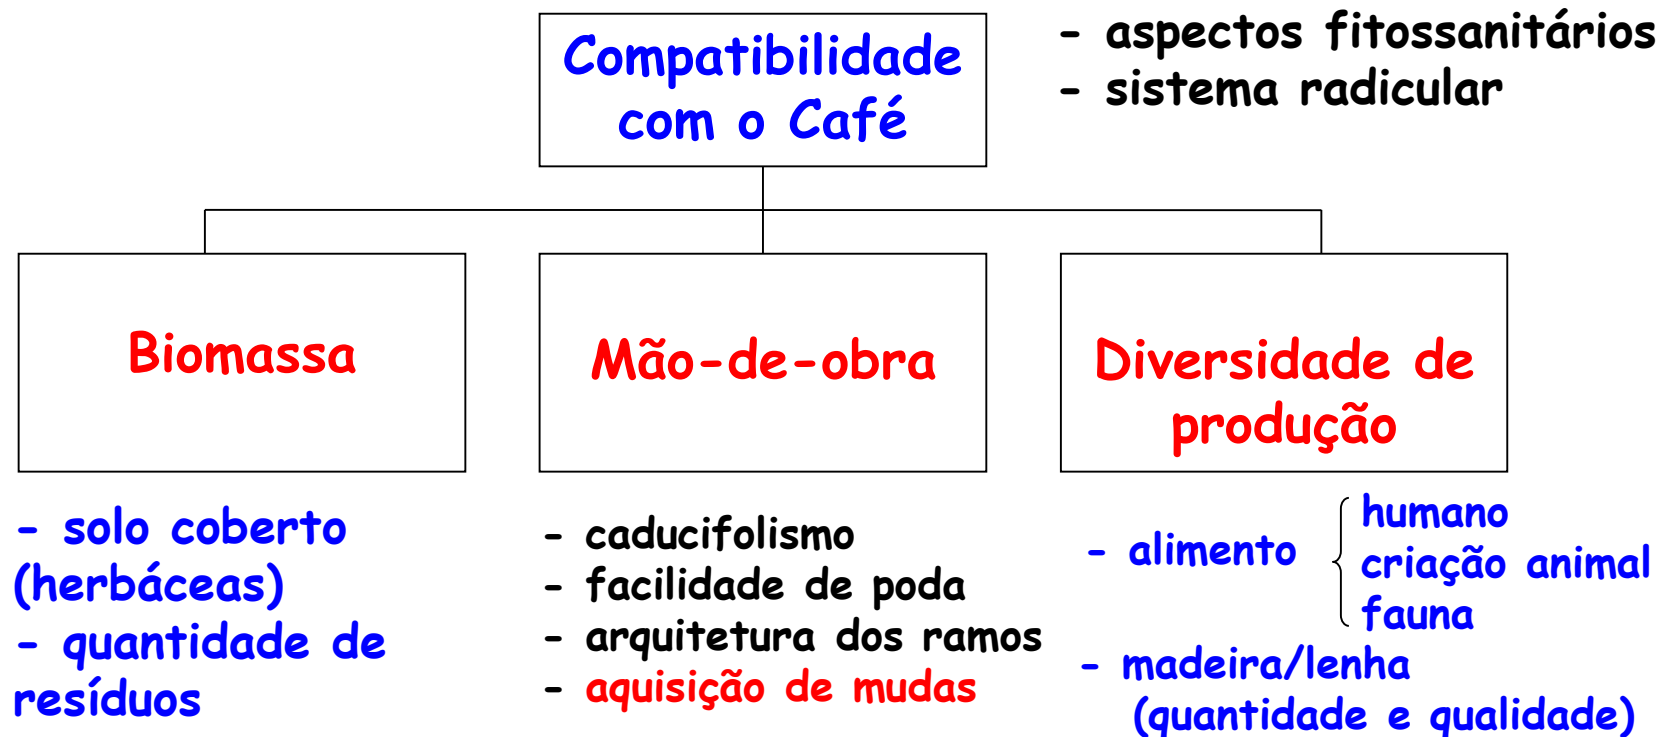 Compatibilidade
com o Café
- aspectos fitossanitários
- sistema radicular
Biomassa
- solo coberto
(herbáceas)
- quantidade de
resíduos
Mão-de-obra
- caducifolismo
- facilidade de poda
- arquitetura dos ramos
- aquisição de mudas
Diversidade de
produção
- alimento
humano
criação animal
fauna
- madeira/lenha
(quantidade e qualidade)